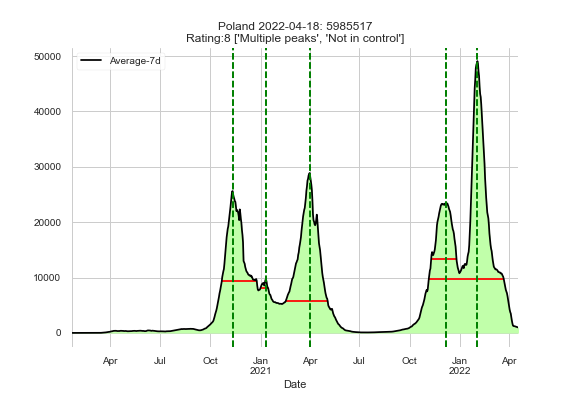 Poland 2022-04-18: 5985517
Rating:8 ['Multiple peaks', 'Not in control']
Average-7d
50000
40000
30000
20000
10000
0
Apr Jul Oct Jan Apr Jul Oct Jan Apr
2021 2022
Date